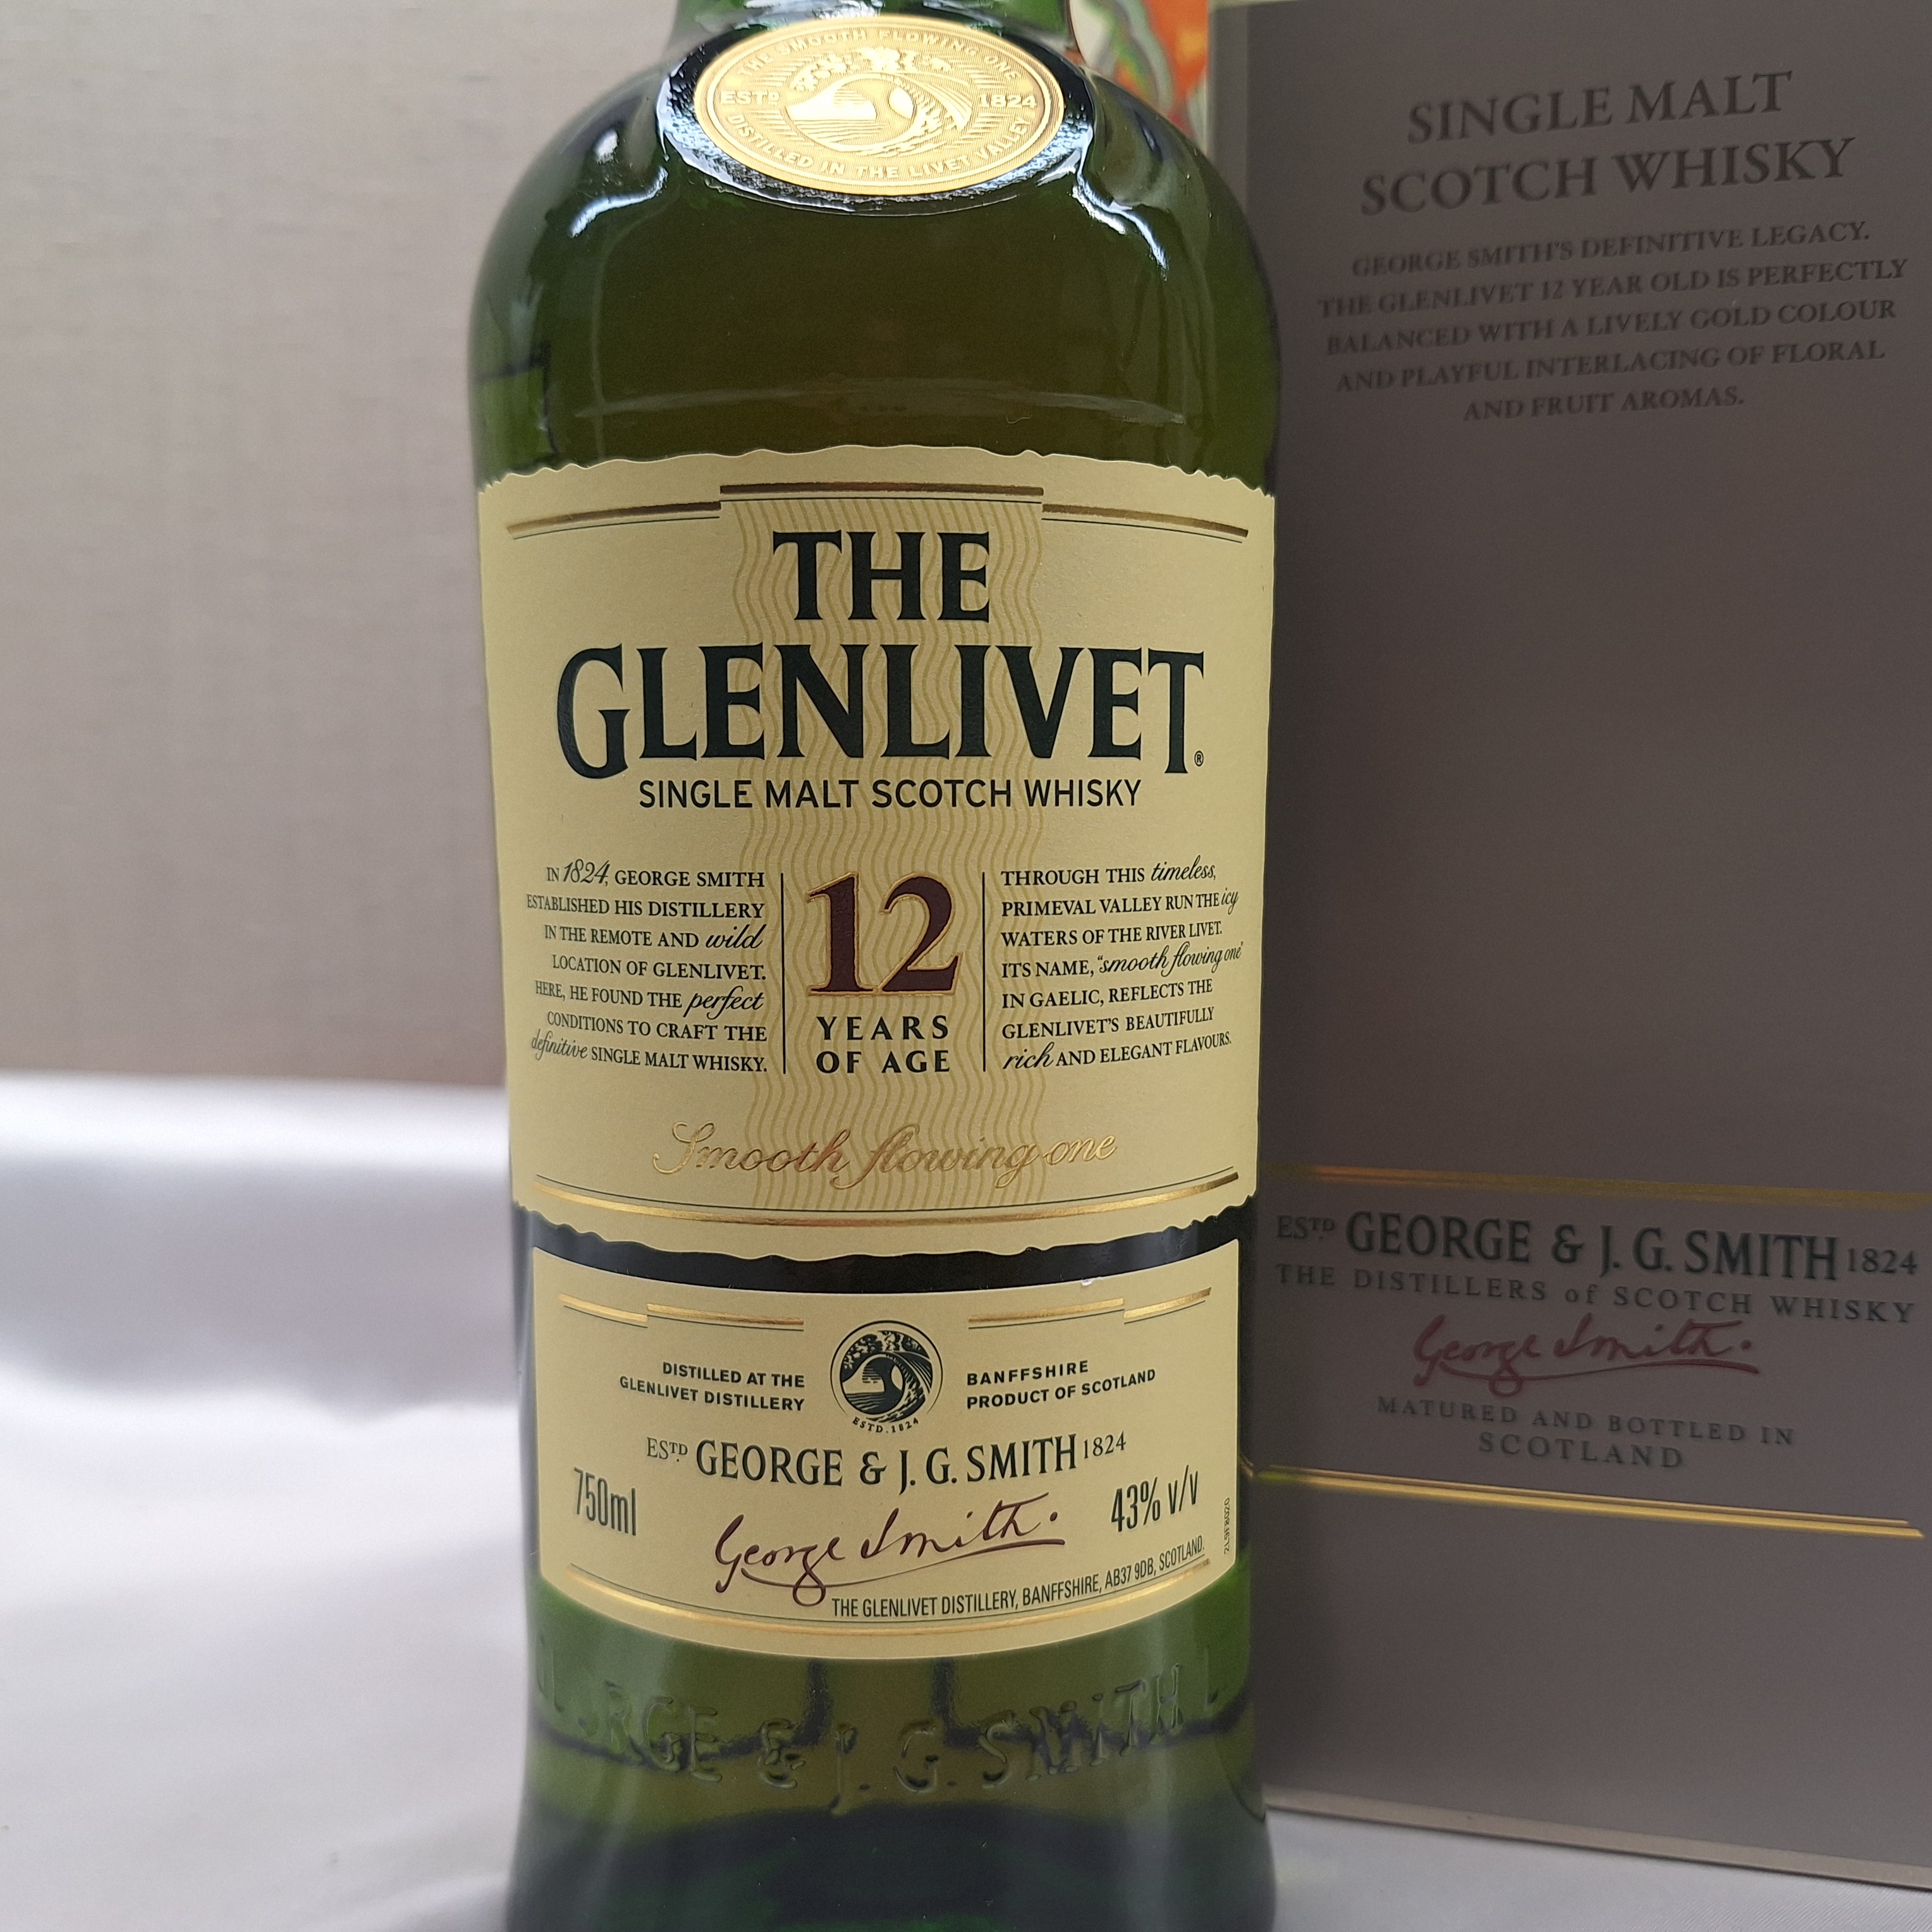 THE SMOOTH FLOWING ONE
ESTD 1824
DISTILLED IN THE LIVET VALLEY
THE
GLENLIVET®
SINGLE MALT SCOTCH WHISKY
IN 1824, GEORGE SMITH
ESTABLISHED HIS DISTILLERY
IN THE REMOTE AND wild
LOCATION OF GLENLIVET.
HERE, HE FOUND THE perfect
CONDITIONS TO CRAFT THE
definitive SINGLE MALT WHISKY.
12
YEARS
OF AGE
THROUGH THIS timeless,
PRIMEVAL VALLEY RUN THE icy
WATERS OF THE RIVER LIVET.
ITS NAME, "smooth flowing one"
IN GAELIC, REFLECTS THE
GLENLIVET'S BEAUTIFULLY
rich AND ELEGANT FLAVOURS.
Smooth flowing one
DISTILLED AT THE
GLENLIVET DISTILLERY
ESTD. 1824
BANFFSHIRE
PRODUCT OF SCOTLAND
ESTD. GEORGE & J. G. SMITH 1824
750ml
George Smith.
43% v/v
THE GLENLIVET DISTILLERY, BANFFSHIRE, AB37 9DB, SCOTLAND.
RGE & J. G. SMITH
SINGLE MALT
SCOTCH WHISKY
GEORGE SMITH'S DEFINITIVE LEGACY.
THE GLENLIVET 12 YEAR OLD IS PERFECTLY
BALANCED WITH A LIVELY GOLD COLOUR
AND PLAYFUL INTERLACING OF FLORAL
AND FRUIT AROMAS.
ESTD. GEORGE & J. G. SMITH 1824
THE DISTILLERS of SCOTCH WHISKY
George Smith.
MATURED AND BOTTLED IN
SCOTLAND